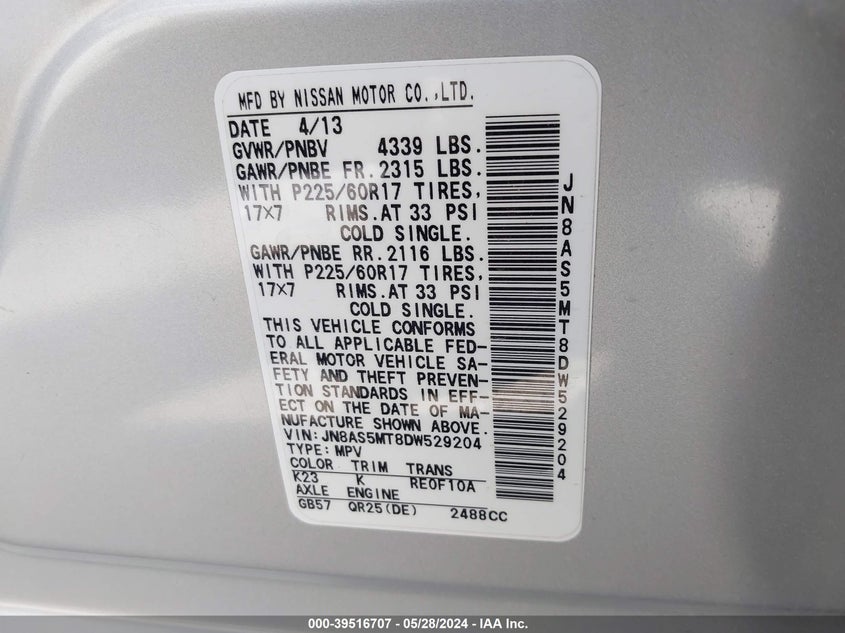 MFD BY NISSAN MOTOR CO.,LTD.
DATE 4/13
GVWR/PNBV 4339 LBS.
GAWR/PNBE FR.2315 LBS.
WITH P225/60R17 TIRES,
17×7 RIMS.AT 33 PSI
COLD SINGLE.
GAWR/PNBE RR.2116 LBS.
WITH P225/60R17 TIRES,
17×7 RIMS.AT 33 PSI
COLD SINGLE.
THIS VEHICLE CONFORMS
TO ALL APPLICABLE FED-
ERAL MOTOR VEHICLE SA-
FETY AND THEFT PREVEN-
TION STANDARDS IN EFF-
ECT ON THE DATE OF MA-
NUFACTURE SHOWN ABOVE.
VIN:JN8AS5MT8DW529204
TYPE:MPV
COLOR TRIM TRANS
K23 K RE0F10A
AXLE ENGINE
GB57 QR25(DE) 2488CC
JN8AS5MT8DW529204
000-39516707 - 05/28/2024 - IAA Inc.